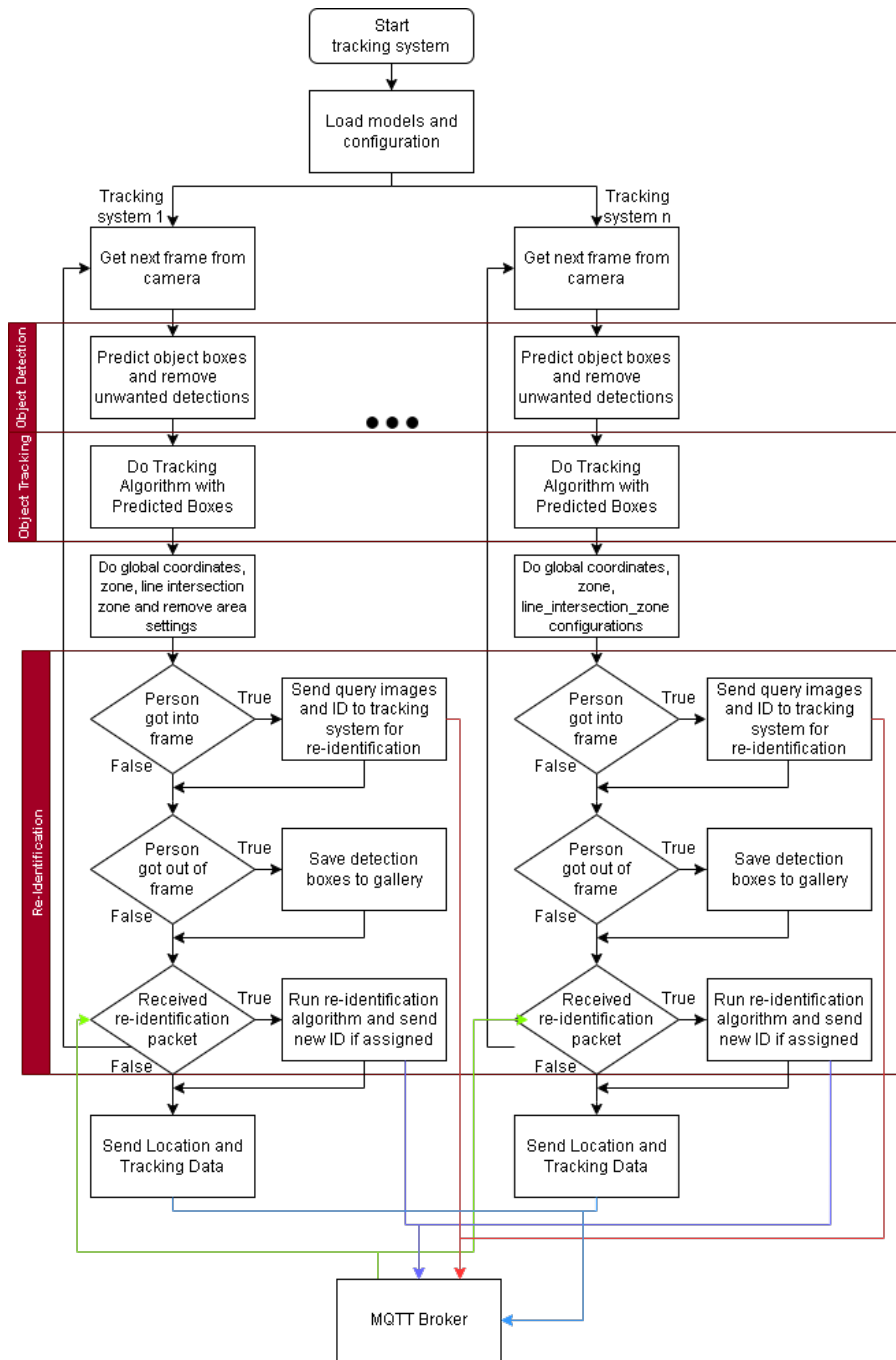 Start
tracking system
Load models and
configuration
Tracking
system 1
Tracking
system n
Get next frame from
camera
Get next frame from
camera
Object Detection
Predict object boxes
and remove
unwanted detections
Predict object boxes
and remove
unwanted detections
Object Tracking
Do Tracking
Algorithm with
Predicted Boxes
Do Tracking
Algorithm with
Predicted Boxes
Do global coordinates,
zone, line intersection
zone and remove area
settings
Do global coordinates,
zone,
line_intersection_zone
configurations
Re-Identification
Person
got into
frame
True
False
Send query images
and ID to tracking
system for
re-identification
Person
got into
frame
True
False
Send query images
and ID to tracking
system for
re-identification
Person
got out of
frame
True
False
Save detection
boxes to gallery
Person
got out of
frame
True
False
Save detection
boxes to gallery
Received
re-identification
packet
True
False
Run re-identification
algorithm and send
new ID if assigned
Received
re-identification
packet
True
False
Run re-identification
algorithm and send
new ID if assigned
Send Location and
Tracking Data
Send Location and
Tracking Data
MQTT Broker